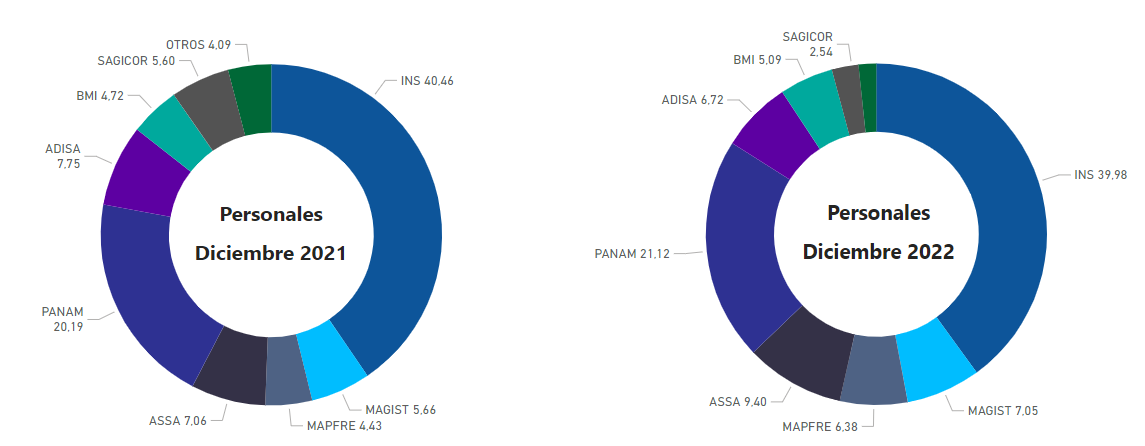 OTROS 4,09
SAGICOR 5,60
BMI 4,72
ADISA
7,75
PANAM
20,19
ASSA 7,06
MAPFRE 4,43
MAGIST 5,66
INS 40,46
Personales
Diciembre 2021
SAGICOR
2,54
BMI 5,09
ADISA 6,72
PANAM 21,12
ASSA 9,40
MAPFRE 6,38
MAGIST 7,05
INS 39,98
Personales
Diciembre 2022